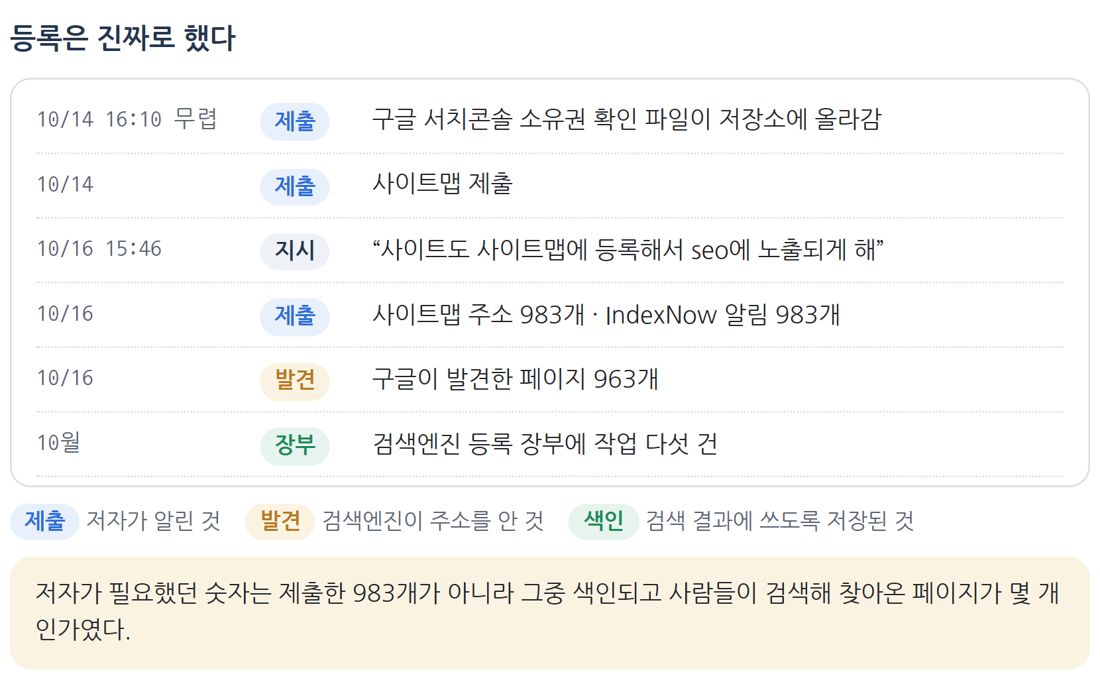 등록은 진짜로 했다
10/14 16:10 무렵 제출 구글 서치콘솔 소유권 확인 파일이 저장소에 올라감
10/14 제출 사이트맵 제출
10/16 15:46 지시 “사이트도 사이트맵에 등록해서 seo에 노출되게 해”
10/16 제출 사이트맵 주소 983개 · IndexNow 알림 983개
10/16 발견 구글이 발견한 페이지 963개
10월 장부 검색엔진 등록 장부에 작업 다섯 건
제출 저자가 알린 것 발견 검색엔진이 주소를 안 것 색인 검색 결과에 쓰도록 저장된 것
저자가 필요했던 숫자는 제출한 983개가 아니라 그중 색인되고 사람들이 검색해 찾아온 페이지가 몇 개
인가였다.